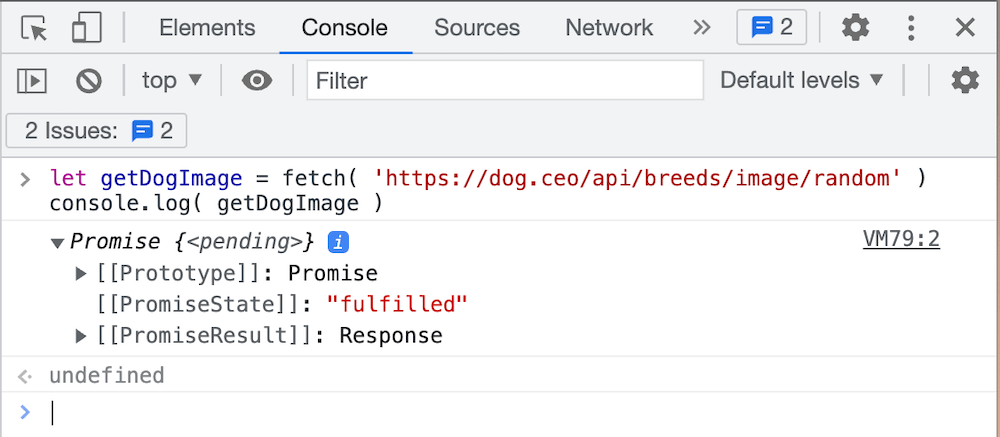 Elements Console Sources Network » 2
top ▼ Filter Default levels ▼
2 Issues: 2
> let getDogImage = fetch( 'https://dog.ceo/api/breeds/image/random' )
console.log( getDogImage )
▼ Promise {<pending>} i VM79:2
▶ [[Prototype]]: Promise
[[PromiseState]]: "fulfilled"
▶ [[PromiseResult]]: Response
undefined
>